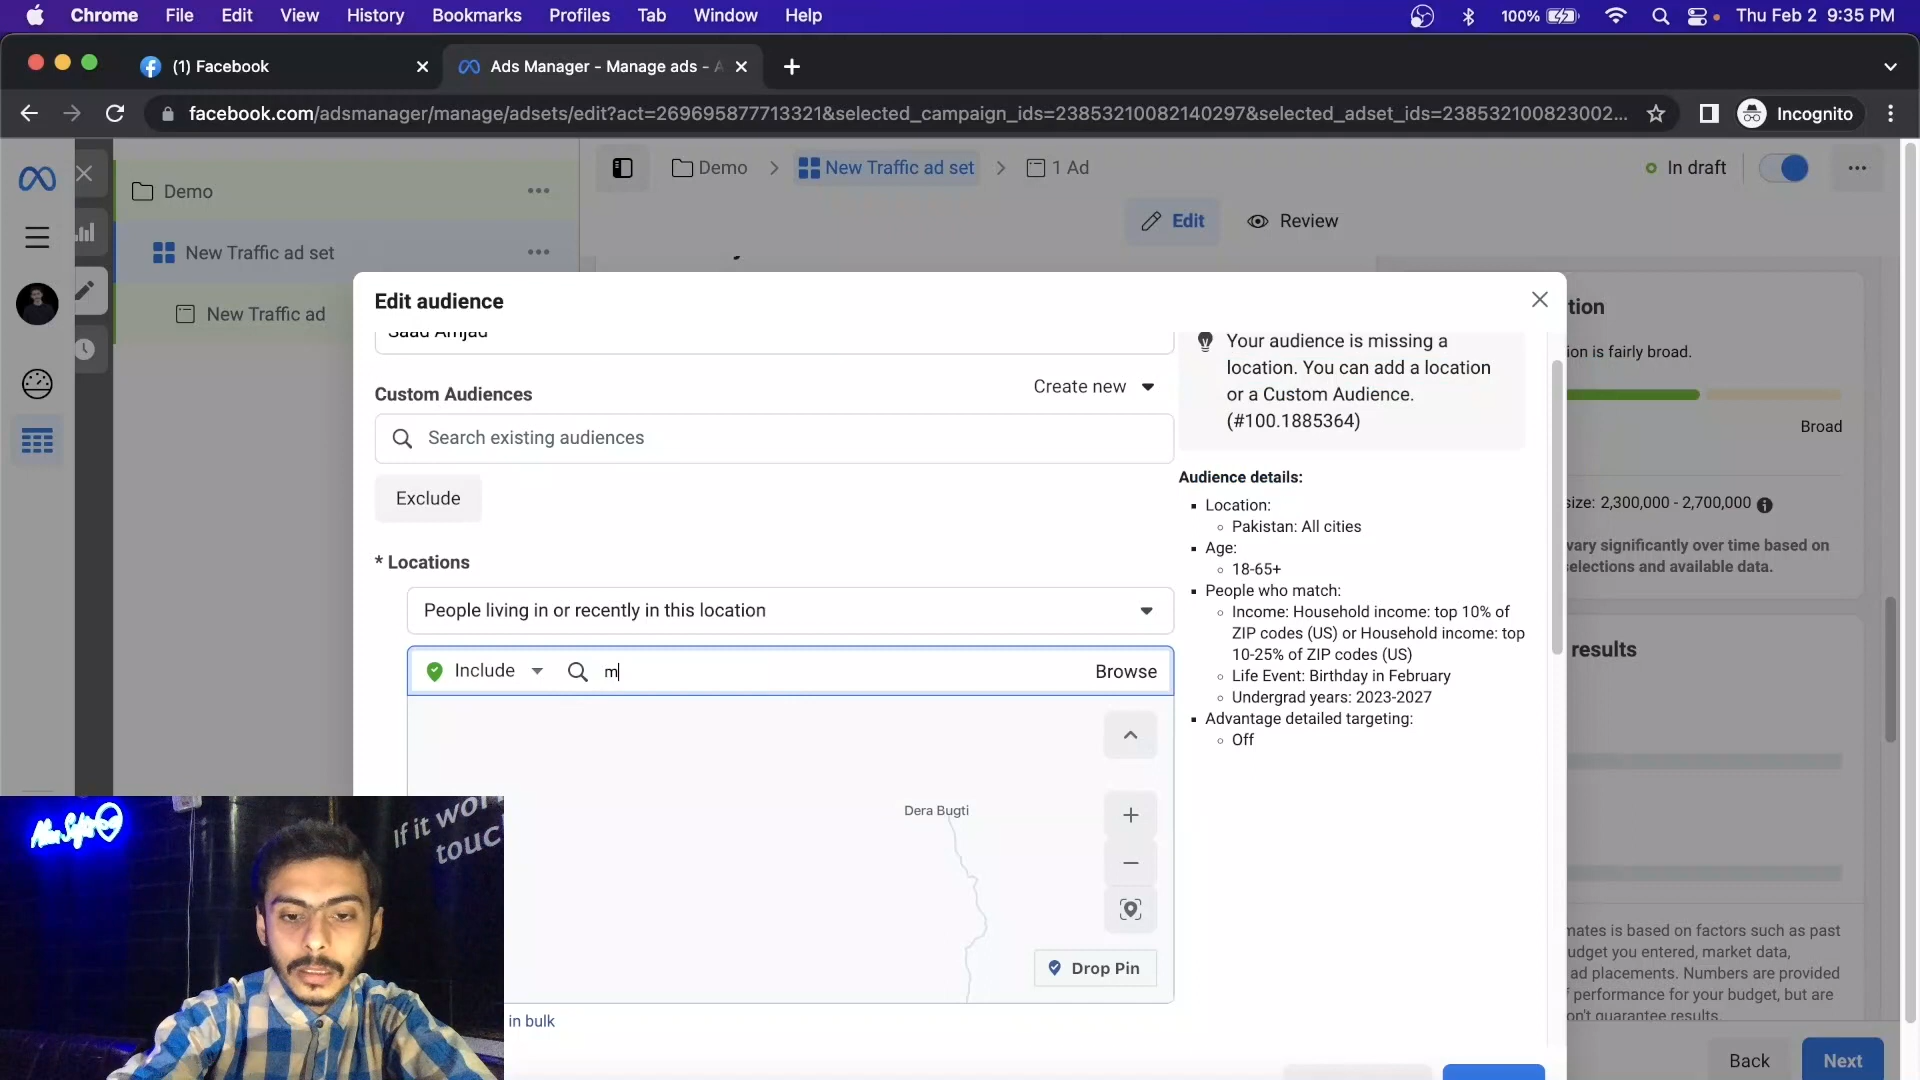 Chrome File Edit View History Bookmarks Profiles Tab Window Help
100% Thu Feb 2 9:35 PM
(1) Facebook
Ads Manager - Manage ads - A
facebook.com/adsmanager/manage/adsets/edit?act=269695877713321&selected_campaign_ids=23853210082140297&selected_adset_ids=238532100823002...
Incognito
Demo
New Traffic ad set
New Traffic ad
Demo > New Traffic ad set > 1 Ad
In draft
Edit Review
Edit audience
Saad Amjad
Custom Audiences
Create new
Search existing audiences
Exclude
* Locations
People living in or recently in this location
Include
m
Browse
Dera Bugti
Drop Pin
in bulk
Your audience is missing a
location. You can add a location
or a Custom Audience.
(#100.1885364)
Audience details:
Location:
Pakistan: All cities
Age:
18-65+
People who match:
Income: Household income: top 10% of
ZIP codes (US) or Household income: top
10-25% of ZIP codes (US)
Life Event: Birthday in February
Undergrad years: 2023-2027
Advantage detailed targeting:
Off
tion
ion is fairly broad.
Broad
size: 2,300,000 - 2,700,000
vary significantly over time based on
selections and available data.
results
mates is based on factors such as past
udget you entered, market data,
ad placements. Numbers are provided
f performance for your budget, but are
on't guarantee results.
Back Next
If it wor
touc